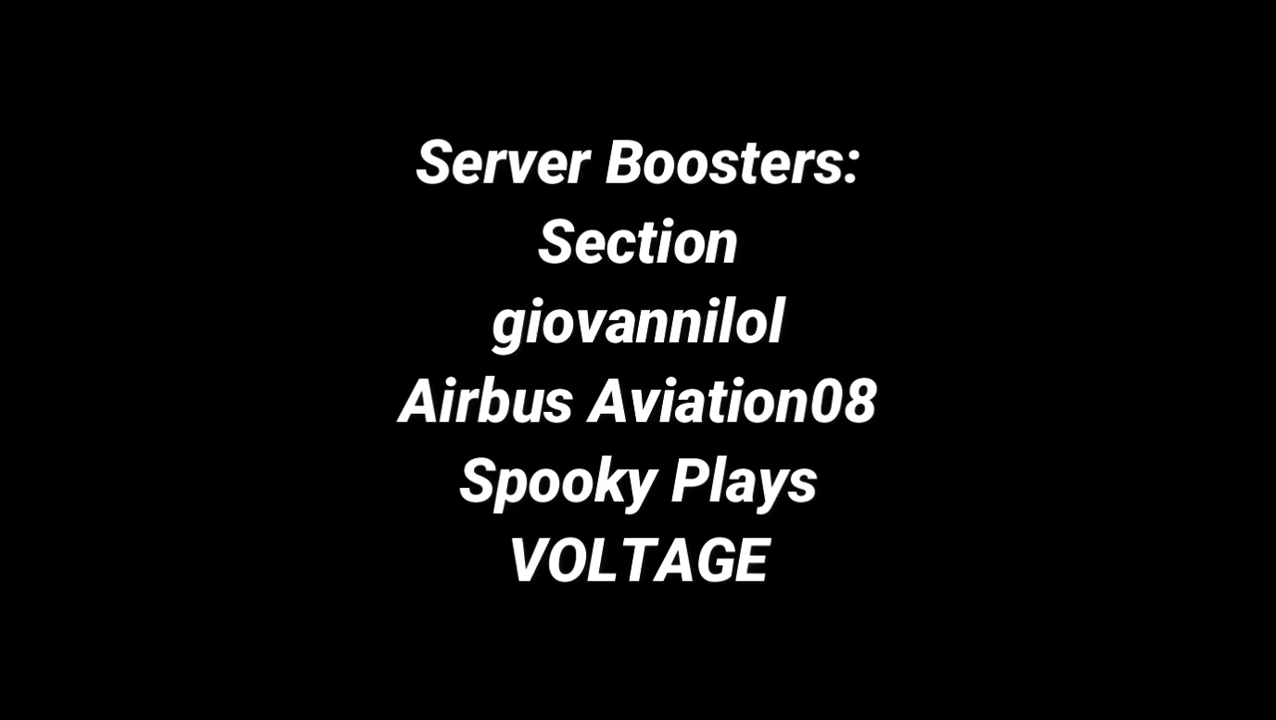 Server Boosters:
Section
giovannilol
Airbus Aviation08
Spooky Plays
VOLTAGE